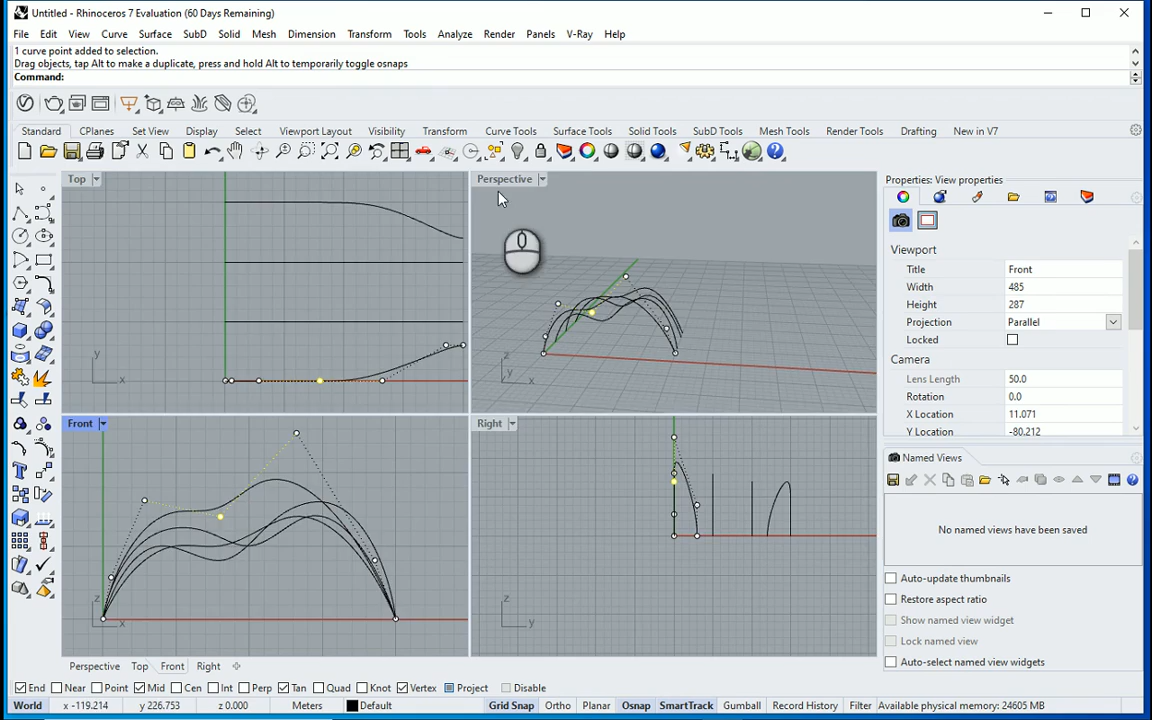 Untitled - Rhinoceros 7 Evaluation (60 Days Remaining)
File Edit View Curve Surface SubD Solid Mesh Dimension Transform Tools Analyze Render Panels V-Ray Help
1 curve point added to selection.
Drag objects, tap Alt to make a duplicate, press and hold Alt to temporarily toggle osnaps
Command:
Standard CPlanes Set View Display Select Viewport Layout Visibility Transform Curve Tools Surface Tools Solid Tools SubD Tools Mesh Tools Render Tools Drafting New in V7
Top
y
x
Perspective
z
y
x
Front
z
x
Right
z
y
Properties: View properties
Viewport
Title Front
Width 485
Height 287
Projection Parallel
Locked
Camera
Lens Length 50.0
Rotation 0.0
X Location 11.071
Y Location -80.212
Named Views
No named views have been saved
Auto-update thumbnails
Restore aspect ratio
Show named view widget
Lock named view
Auto-select named view widgets
Perspective Top Front Right
End Near Point Mid Cen Int Perp Tan Quad Knot Vertex Project Disable
World x -119.214 y 226.753 z 0.000 Meters Default Grid Snap Ortho Planar Osnap SmartTrack Gumball Record History Filter Available physical memory: 24605 MB